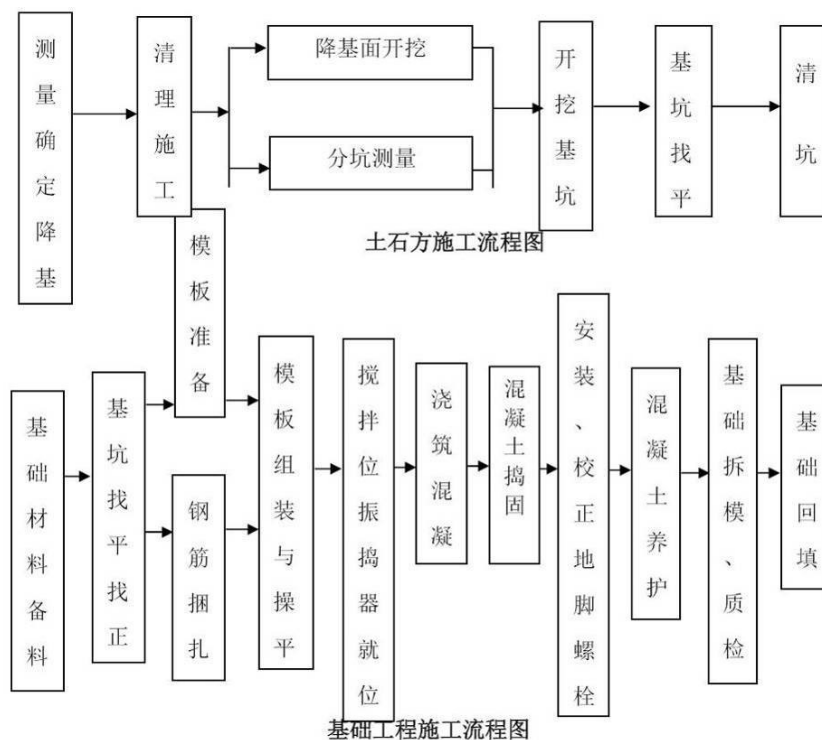 测量确定降基
清理施工
降基面开挖
分坑测量
开挖基坑
基坑找平
清坑
土石方施工流程图
基础材料备料
基坑找平找正
模板准备
钢筋捆扎
模板组装与操平
搅拌位振捣器就位
浇筑混凝
混凝土捣固
安装、校正地脚螺栓
混凝土养护
基础拆模、质检
基础回填
基础工程施工流程图